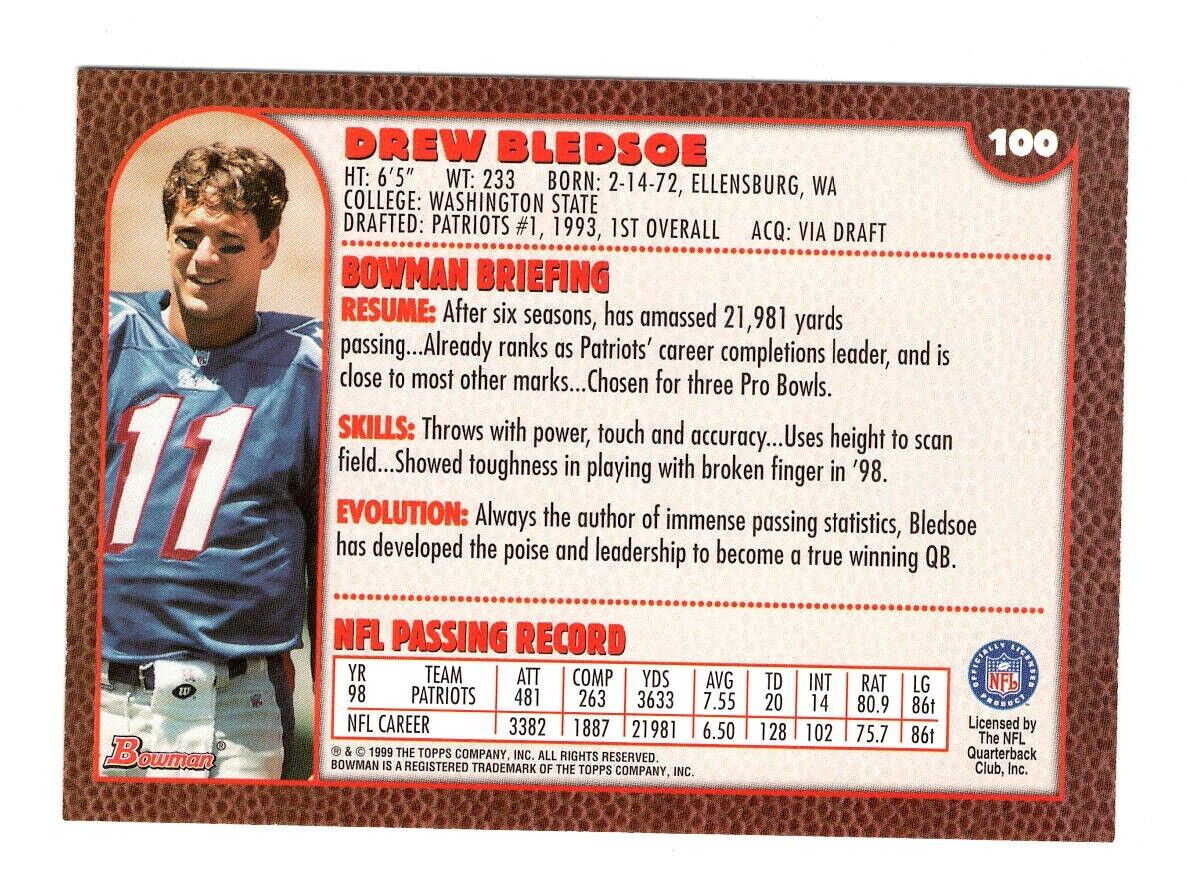 100
DREW BLEDSOE
HT: 6'5" WT: 233 BORN: 2-14-72, ELLENSBURG, WA
COLLEGE: WASHINGTON STATE
DRAFTED: PATRIOTS #1, 1993, 1ST OVERALL ACQ: VIA DRAFT
BOWMAN BRIEFING
RESUME: After six seasons, has amassed 21,981 yards
passing...Already ranks as Patriots' career completions leader, and is
close to most other marks...Chosen for three Pro Bowls.
SKILLS: Throws with power, touch and accuracy...Uses height to scan
field...Showed toughness in playing with broken finger in '98.
EVOLUTION: Always the author of immense passing statistics, Bledsoe
has developed the poise and leadership to become a true winning QB.
11
NFL PASSING RECORD
YR TEAM ATT COMP YDS AVG TD INT RAT LG
98 PATRIOTS 481 263 3633 7.55 20 14 80.9 86t
NFL CAREER 3382 1887 21981 6.50 128 102 75.7 86t
® & © 1999 THE TOPPS COMPANY, INC. ALL RIGHTS RESERVED.
BOWMAN IS A REGISTERED TRADEMARK OF THE TOPPS COMPANY, INC.
W
Bowman®
OFFICIALLY LICENSED
NFL
PRODUCT
Licensed by
The NFL
Quarterback
Club, Inc.